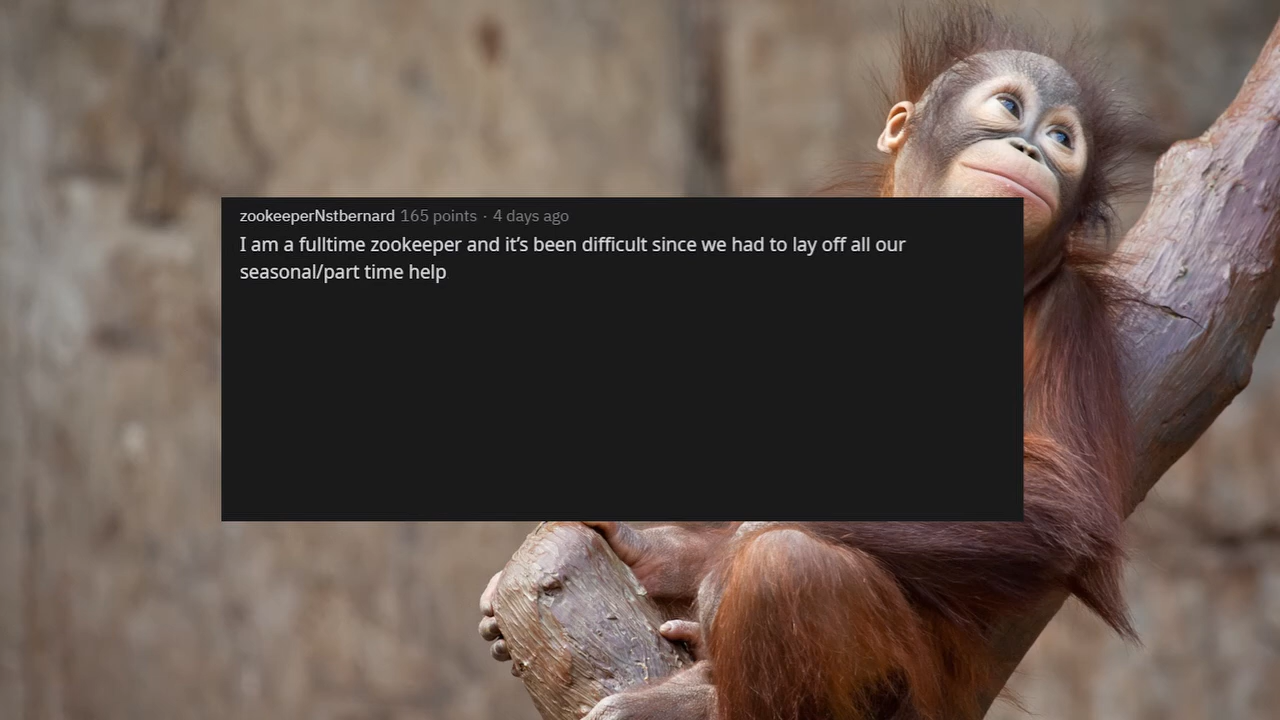 zookeeperNstbernard 165 points · 4 days ago
I am a fulltime zookeeper and it’s been difficult since we had to lay off all our
seasonal/part time help